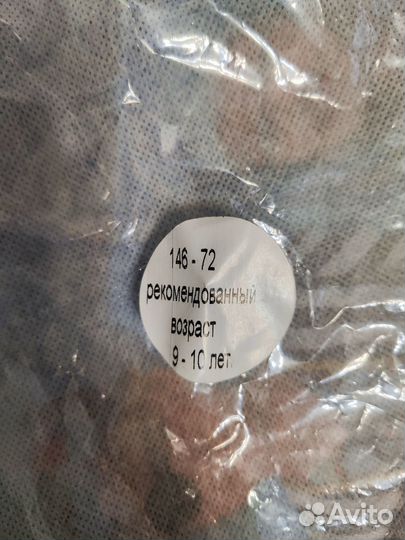 146 - 72
рекомендованный
возраст
9 - 10 лет
Avito